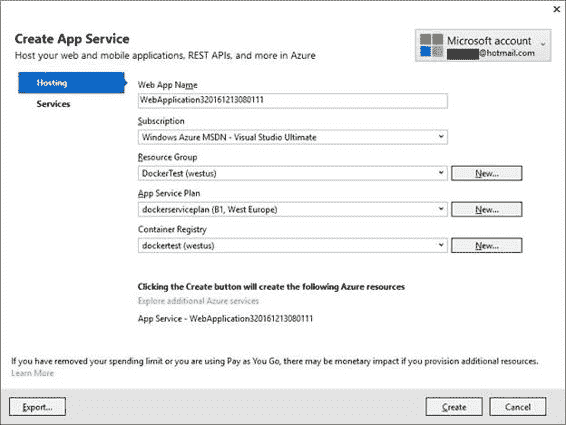 Create App Service
Host your web and mobile applications, REST APIs, and more in Azure
Microsoft account
@hotmail.com
Hosting
Services
Web App Name
WebApplication320161213080111
Subscription
Windows Azure MSDN - Visual Studio Ultimate
Resource Group
DockerTest (westus)
New...
App Service Plan
dockerserviceplan (B1, West Europe)
New...
Container Registry
dockertest (westus)
New...
Clicking the Create button will create the following Azure resources
Explore additional Azure services
App Service - WebApplication320161213080111
If you have removed your spending limit or you are using Pay as You Go, there may be monetary impact if you provision additional resources.
Learn More
Export...
Create
Cancel